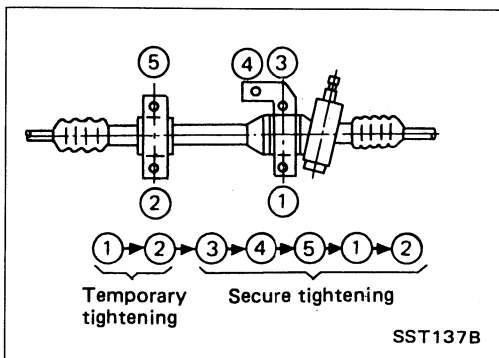 5
4 3
2
1
1 2 3 4 5 1 2
Temporary Secure tightening
tightening
SST137B